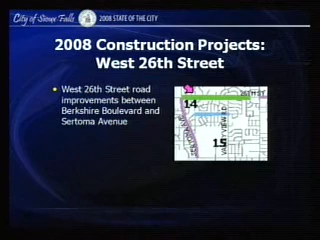 City of Sioux Falls 2008 STATE OF THE CITY
2008 Construction Projects:
West 26th Street
• West 26th Street road
improvements between
Berkshire Boulevard and
Sertoma Avenue
26TH ST
14
15